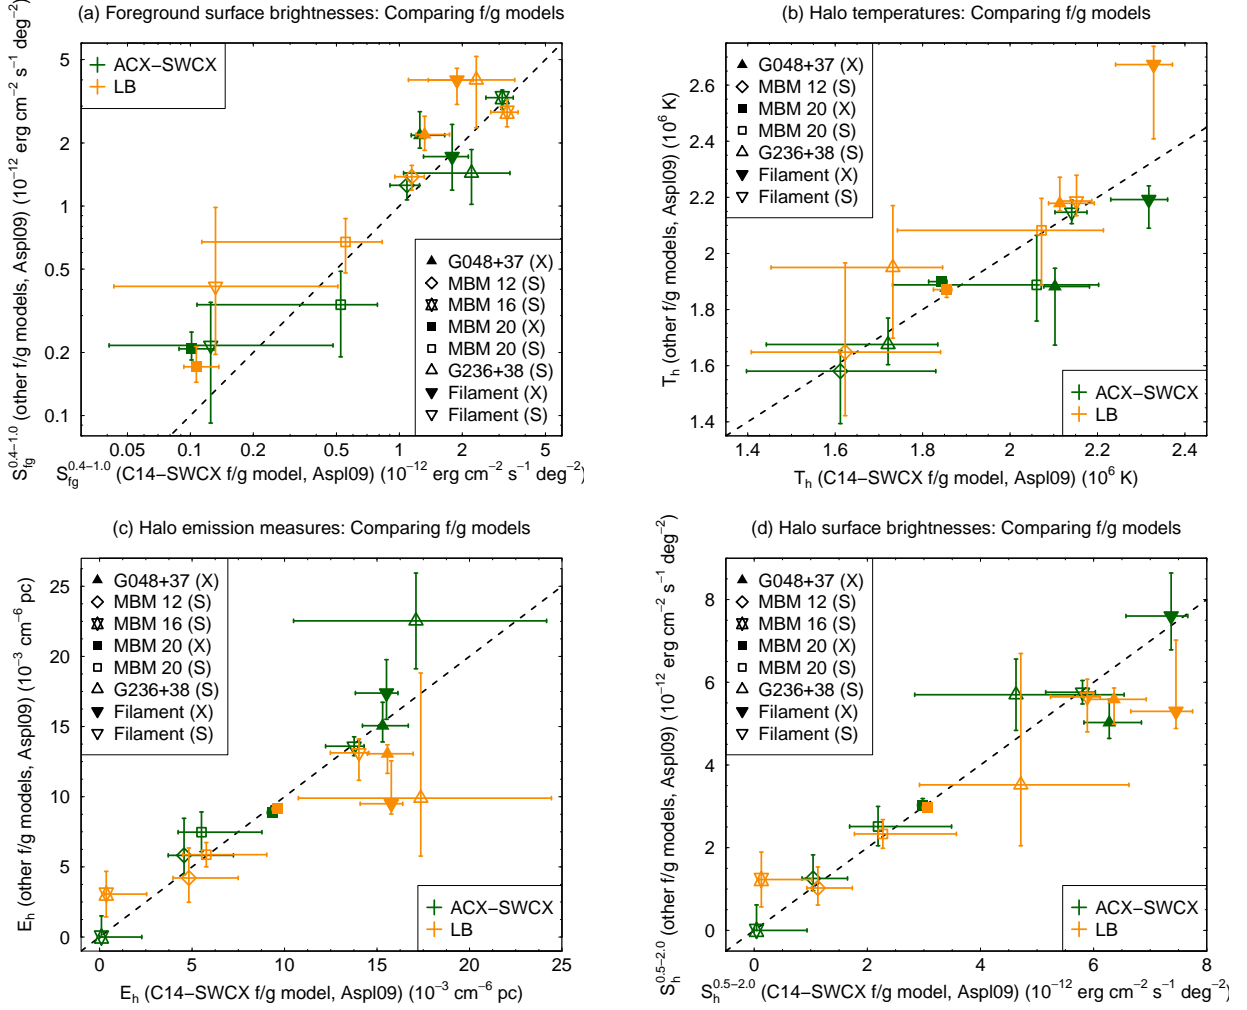 (a) Foreground surface brightnesses: Comparing f/g models
S_fg^0.4−1.0 (other f/g models, Aspl09) (10^−12 erg cm^−2 s^−1 deg^−2)
5
2
1
0.5
0.2
0.1
ACX−SWCX
LB
G048+37 (X)
MBM 12 (S)
MBM 16 (S)
MBM 20 (X)
MBM 20 (S)
G236+38 (S)
Filament (X)
Filament (S)
0.1 0.2 0.5 1 2 5
S_fg^0.4−1.0 (C14−SWCX f/g model, Aspl09) (10^−12 erg cm^−2 s^−1 deg^−2)
(b) Halo temperatures: Comparing f/g models
T_h (other f/g models, Aspl09) (10^6 K)
2.6
2.4
2.2
2
1.8
1.6
1.4
G048+37 (X)
MBM 12 (S)
MBM 20 (X)
MBM 20 (S)
G236+38 (S)
Filament (X)
Filament (S)
ACX−SWCX
LB
1.4 1.6 1.8 2 2.2 2.4
T_h (C14−SWCX f/g model, Aspl09) (10^6 K)
(c) Halo emission measures: Comparing f/g models
E_h (other f/g models, Aspl09) (10^−3 cm^−6 pc)
25
20
15
10
5
0
G048+37 (X)
MBM 12 (S)
MBM 16 (S)
MBM 20 (X)
MBM 20 (S)
G236+38 (S)
Filament (X)
Filament (S)
ACX−SWCX
LB
0 5 10 15 20 25
E_h (C14−SWCX f/g model, Aspl09) (10^−3 cm^−6 pc)
(d) Halo surface brightnesses: Comparing f/g models
S_h^0.5−2.0 (other f/g models, Aspl09) (10^−12 erg cm^−2 s^−1 deg^−2)
8
6
4
2
0
G048+37 (X)
MBM 12 (S)
MBM 16 (S)
MBM 20 (X)
MBM 20 (S)
G236+38 (S)
Filament (X)
Filament (S)
ACX−SWCX
LB
0 2 4 6 8
S_h^0.5−2.0 (C14−SWCX f/g model, Aspl09) (10^−12 erg cm^−2 s^−1 deg^−2)